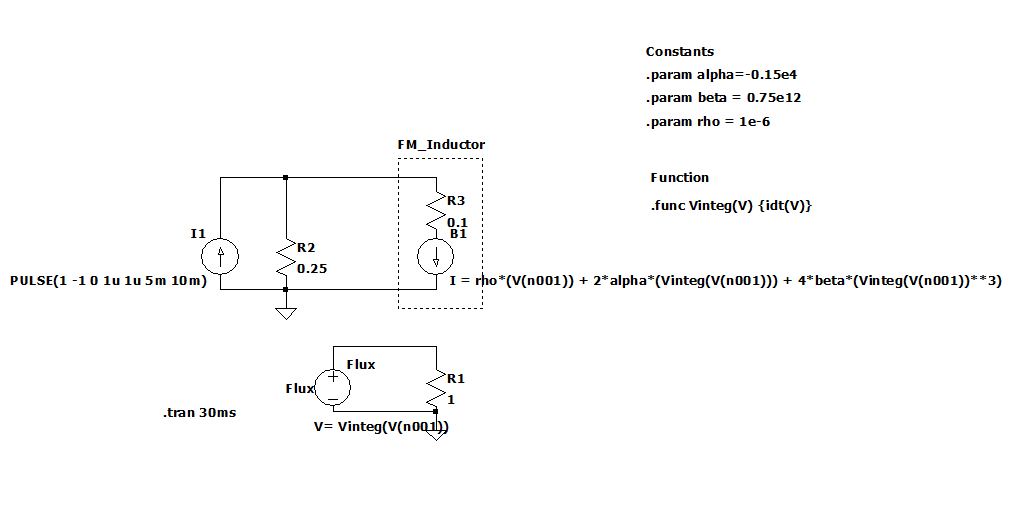 Constants
.param alpha=-0.15e4
.param beta = 0.75e12
.param rho = 1e-6
FM_Inductor
Function
.func Vinteg(V) {idt(V)}
R3
0.1
I1
B1
R2
0.25
PULSE(1 -1 0 1u 1u 5m 10m)
I = rho*(V(n001)) + 2*alpha*(Vinteg(V(n001))) + 4*beta*(Vinteg(V(n001))**3)
Flux
R1
Flux
1
.tran 30ms
V= Vinteg(V(n001))